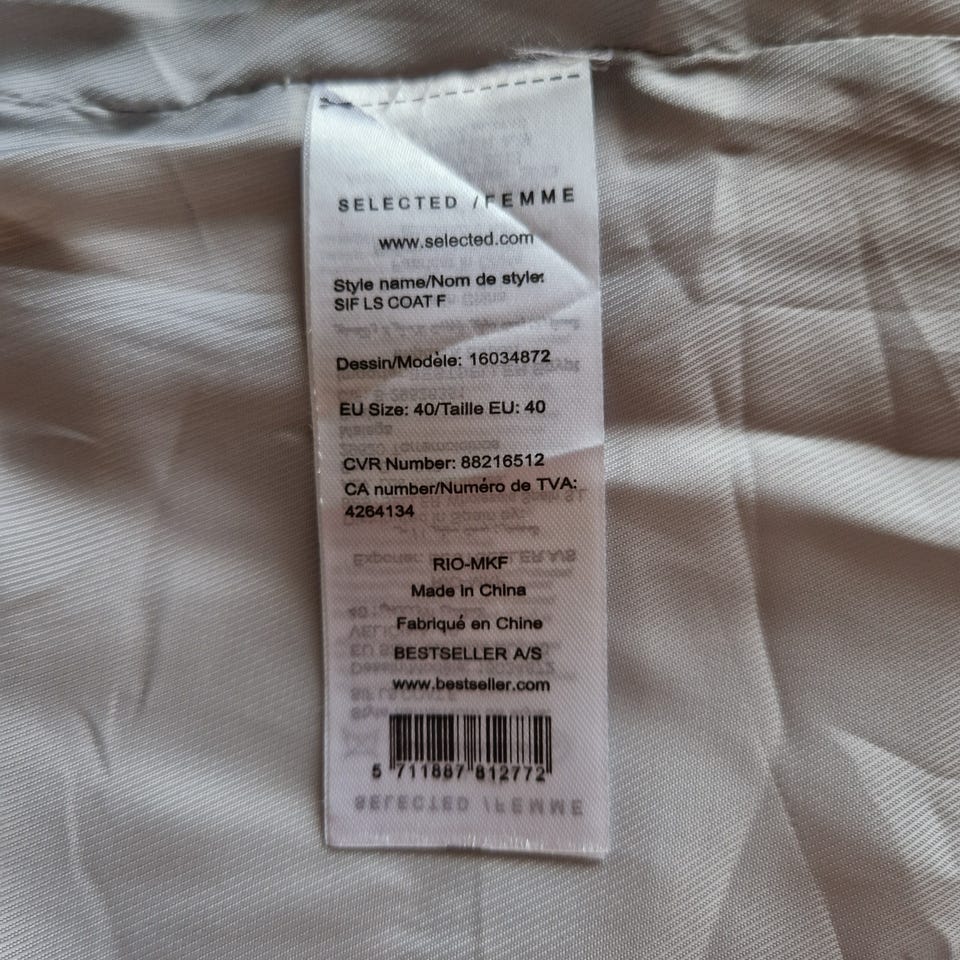 SELECTED /FEMME
www.selected.com
Style name/Nom de style:
SIF LS COAT F
Dessin/Modèle: 16034872
EU Size: 40/Taille EU: 40
CVR Number: 88216512
CA number/Numéro de TVA:
4264134
RIO-MKF
Made in China
Fabriqué en Chine
BESTSELLER A/S
www.bestseller.com
5 711887 812772
SELECTED /FEMME